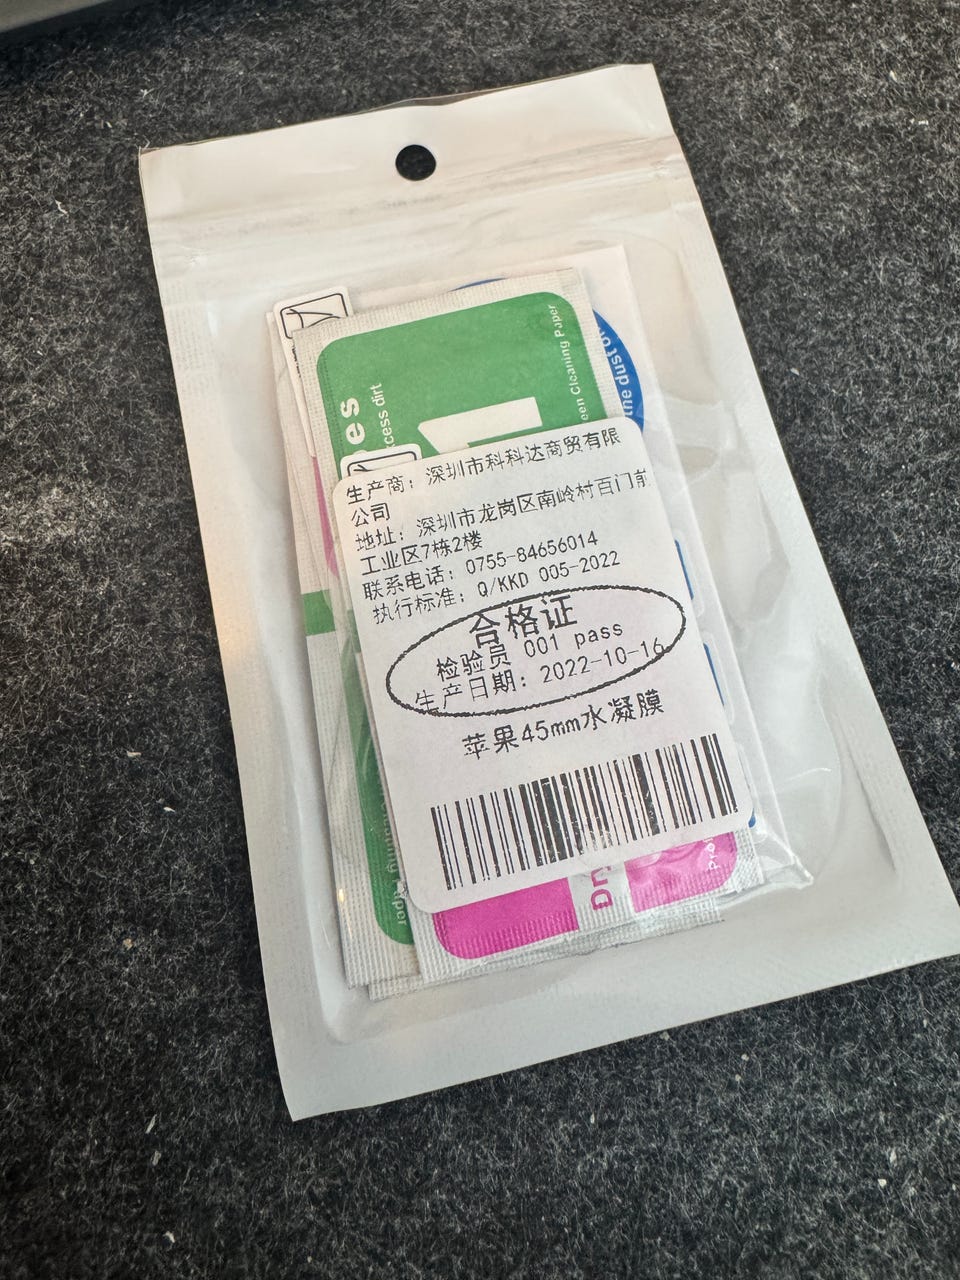 een Cleaning Paper
the dust on
es
cess dirt
生产商：深圳市科科达商贸有限
公司
地址：深圳市龙岗区南岭村百门前
工业区7栋2楼
联系电话：0755-84656014
执行标准：Q/KKD 005-2022
合格证
检验员 001 pass
生产日期：2022-10-16
苹果45mm水凝膜